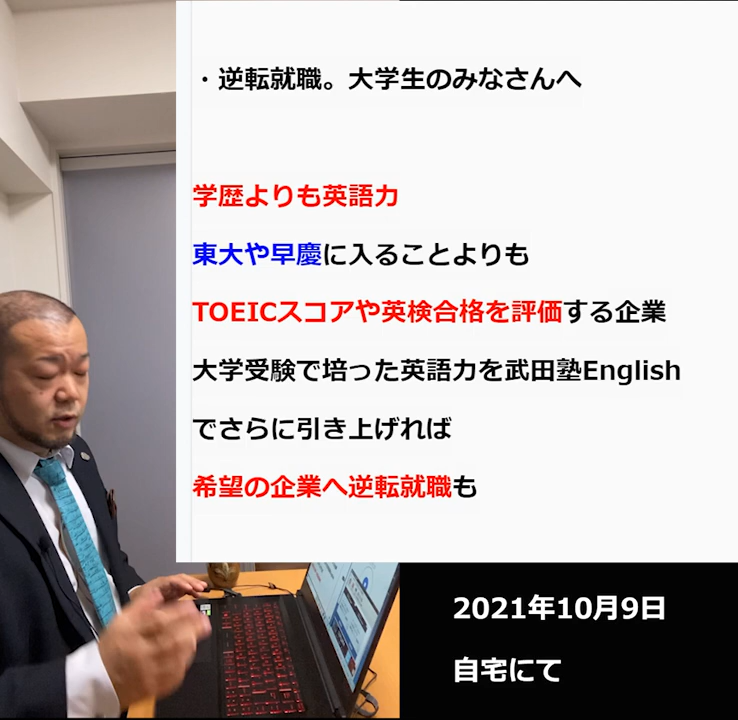 ・逆転就職。大学生のみなさんへ
学歴よりも英語力
東大や早慶に入ることよりも
TOEICスコアや英検合格を評価する企業
大学受験で培った英語力を武田塾English
でさらに引き上げれば
希望の企業へ逆転就職も
2021年10月9日
自宅にて